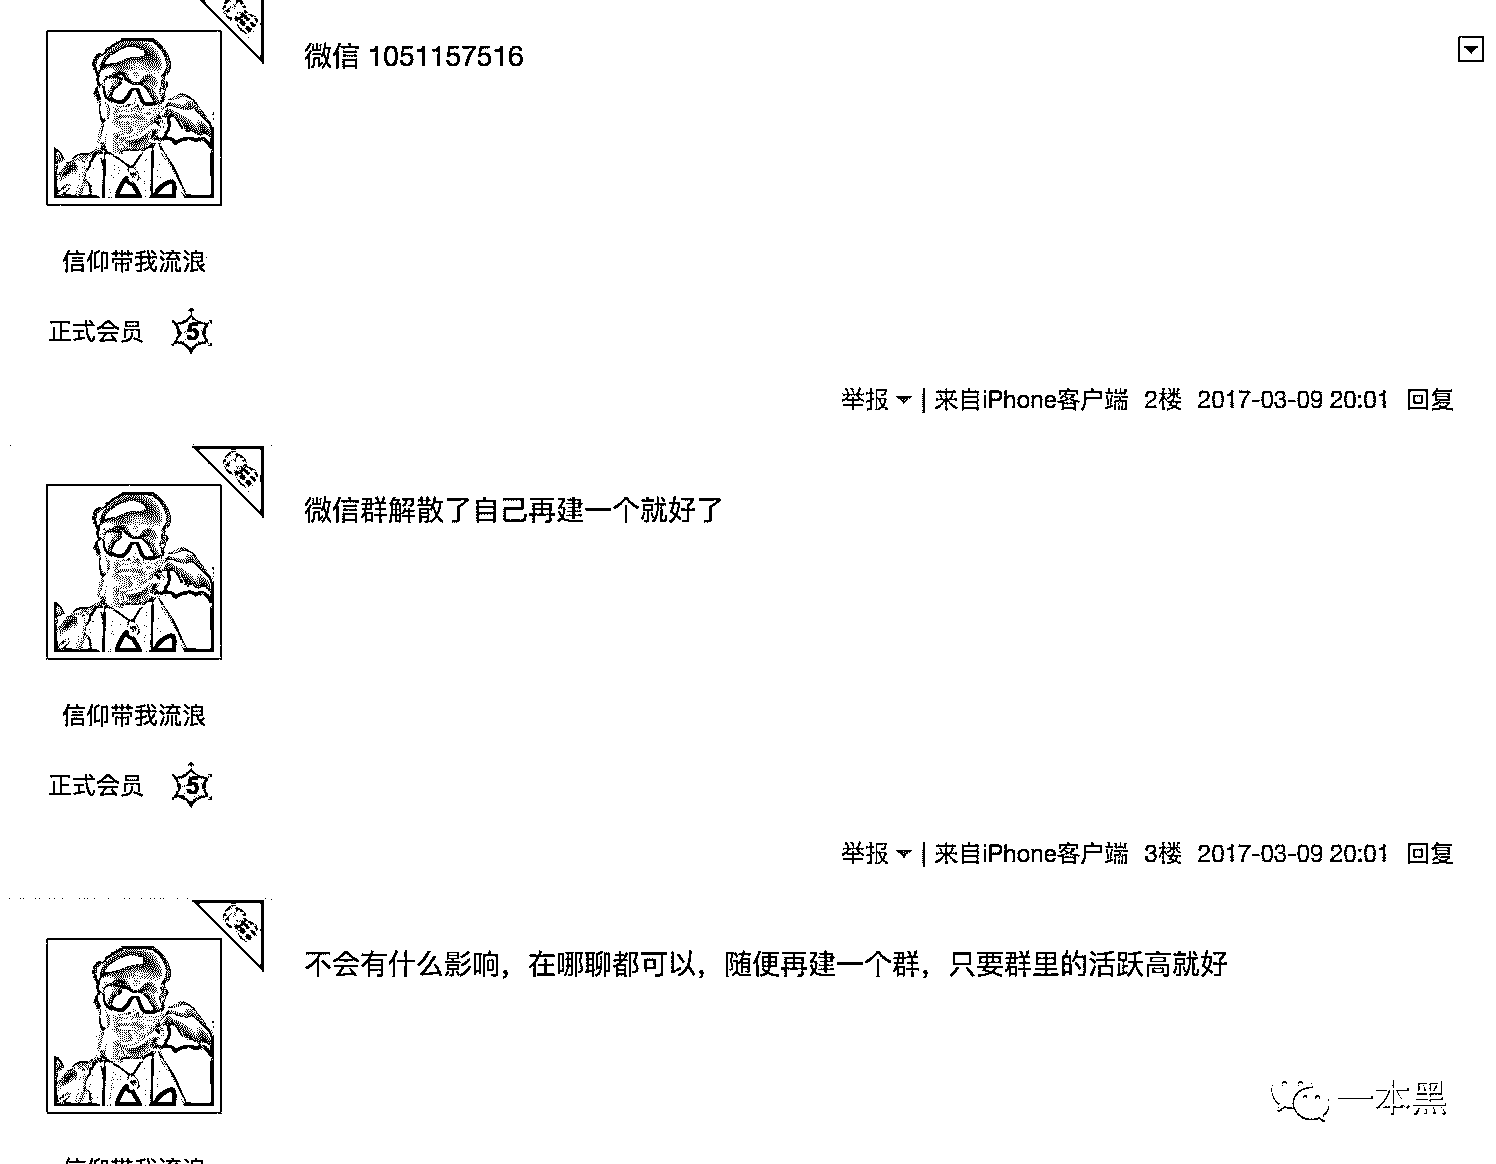 微信 1051157516
信仰带我流浪
正式会员 5
举报 | 来自iPhone客户端 2楼 2017-03-09 20:01 回复
微信群解散了自己再建一个就好了
信仰带我流浪
正式会员 5
举报 | 来自iPhone客户端 3楼 2017-03-09 20:01 回复
不会有什么影响，在哪聊都可以，随便再建一个群，只要群里的活跃高就好
一本黑
信仰带我流浪